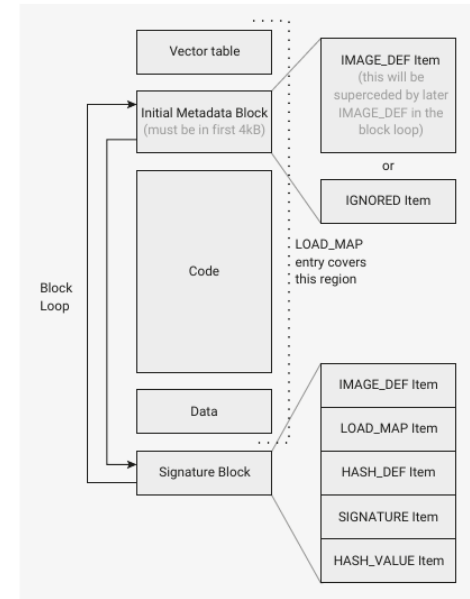 Vector table
Initial Metadata Block
(must be in first 4kB)
IMAGE_DEF Item
(this will be
superceded by later
IMAGE_DEF in the
block loop)
or
IGNORED Item
Code
LOAD_MAP
entry covers
this region
Block
Loop
Data
Signature Block
IMAGE_DEF Item
LOAD_MAP Item
HASH_DEF Item
SIGNATURE Item
HASH_VALUE Item